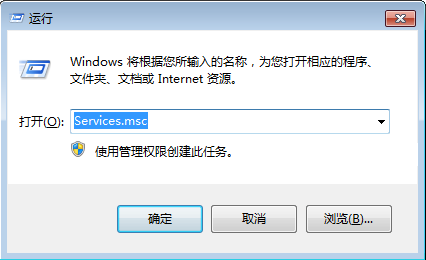 运行
Windows 将根据您所输入的名称，为您打开相应的程序、
文件夹、文档或 Internet 资源。
打开(O): Services.msc
使用管理权限创建此任务。
确定 取消 浏览(B)...